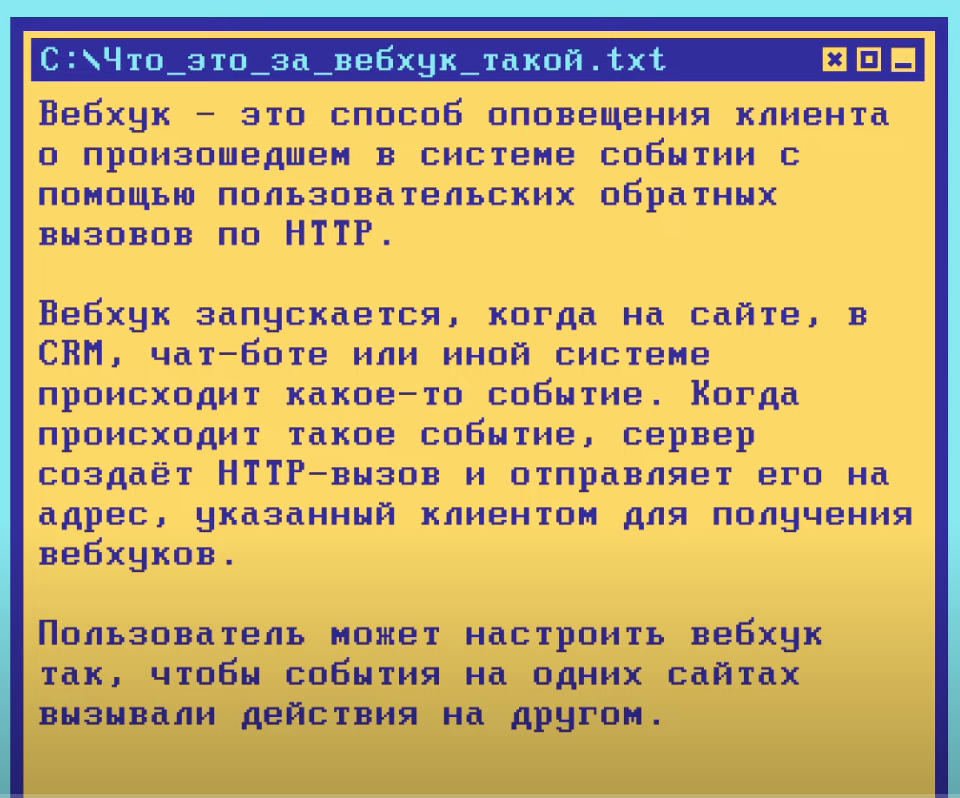 C:\Что_это_за_вебхук_такой.txt
Вебхук - это способ оповещения клиента
о произошедшем в системе событии с
помощью пользовательских обратных
вызовов по HTTP.
Вебхук запускается, когда на сайте, в
CRM, чат-боте или иной системе
происходит какое-то событие. Когда
происходит такое событие, сервер
создаёт HTTP-вызов и отправляет его на
адрес, указанный клиентом для получения
вебхуков.
Пользователь может настроить вебхук
так, чтобы события на одних сайтах
вызывали действия на другом.